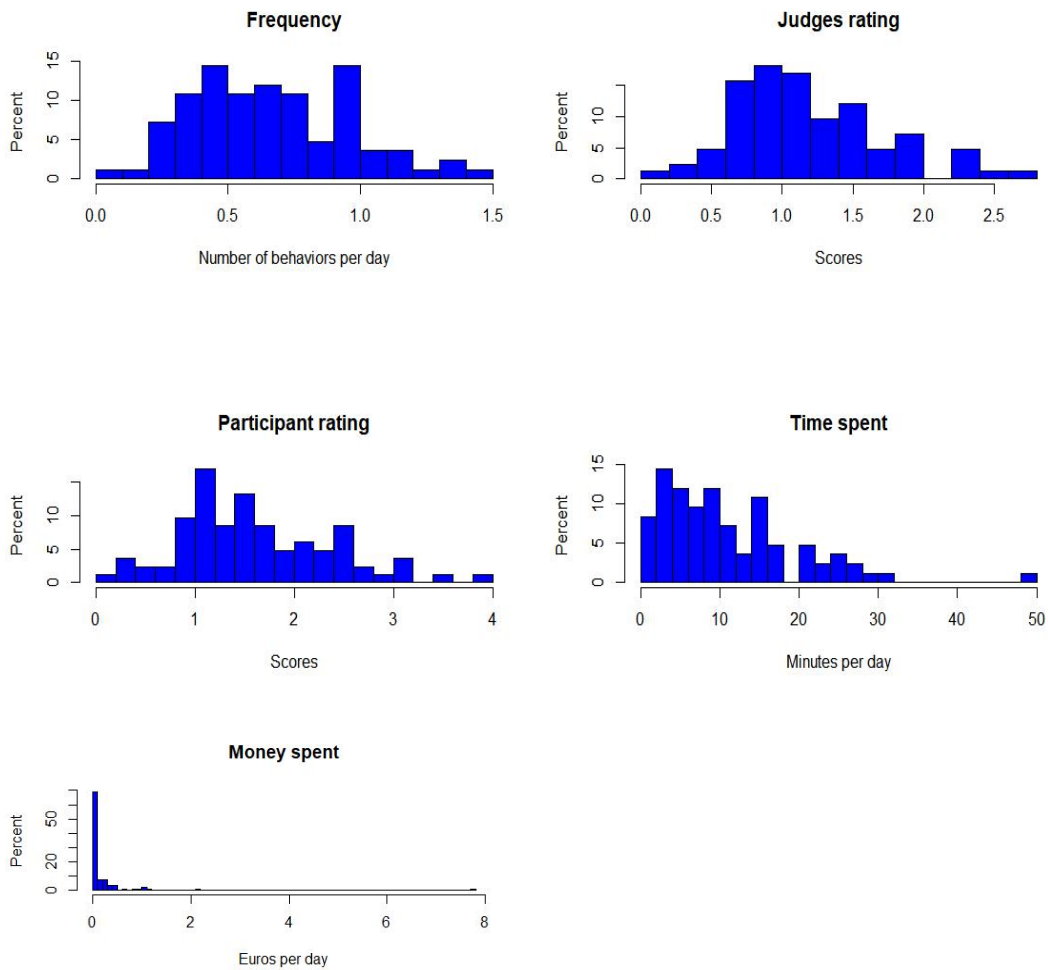 Frequency
Percent
0 5 10 15
0.0 0.5 1.0 1.5
Number of behaviors per day
Judges rating
Percent
0 5 10
0.0 0.5 1.0 1.5 2.0 2.5
Scores
Participant rating
Percent
0 5 10
0 1 2 3 4
Scores
Time spent
Percent
0 5 10 15
0 10 20 30 40 50
Minutes per day
Money spent
Percent
0 20 50
0 2 4 6 8
Euros per day